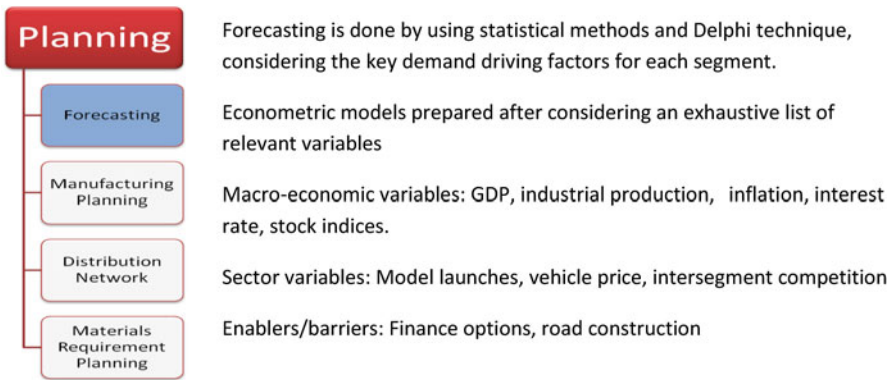 Planning
Forecasting
Manufacturing
Planning
Distribution
Network
Materials
Requirement
Planning
Forecasting is done by using statistical methods and Delphi technique,
considering the key demand driving factors for each segment.
Econometric models prepared after considering an exhaustive list of
relevant variables
Macro-economic variables: GDP, industrial production, inflation, interest
rate, stock indices.
Sector variables: Model launches, vehicle price, intersegment competition
Enablers/barriers: Finance options, road construction